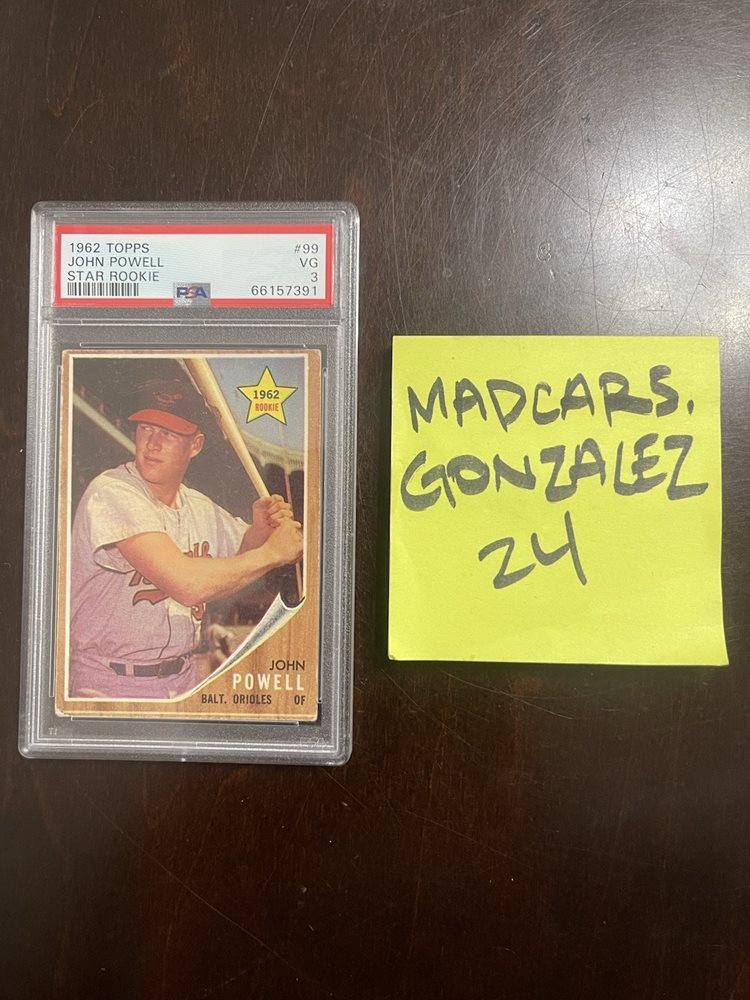 1962 TOPPS #99
JOHN POWELL VG
STAR ROOKIE 3
PSA 66157391
1962
ROOKIE
JOHN
POWELL
BALT. ORIOLES OF
MADCARS.
GONZALEZ
24